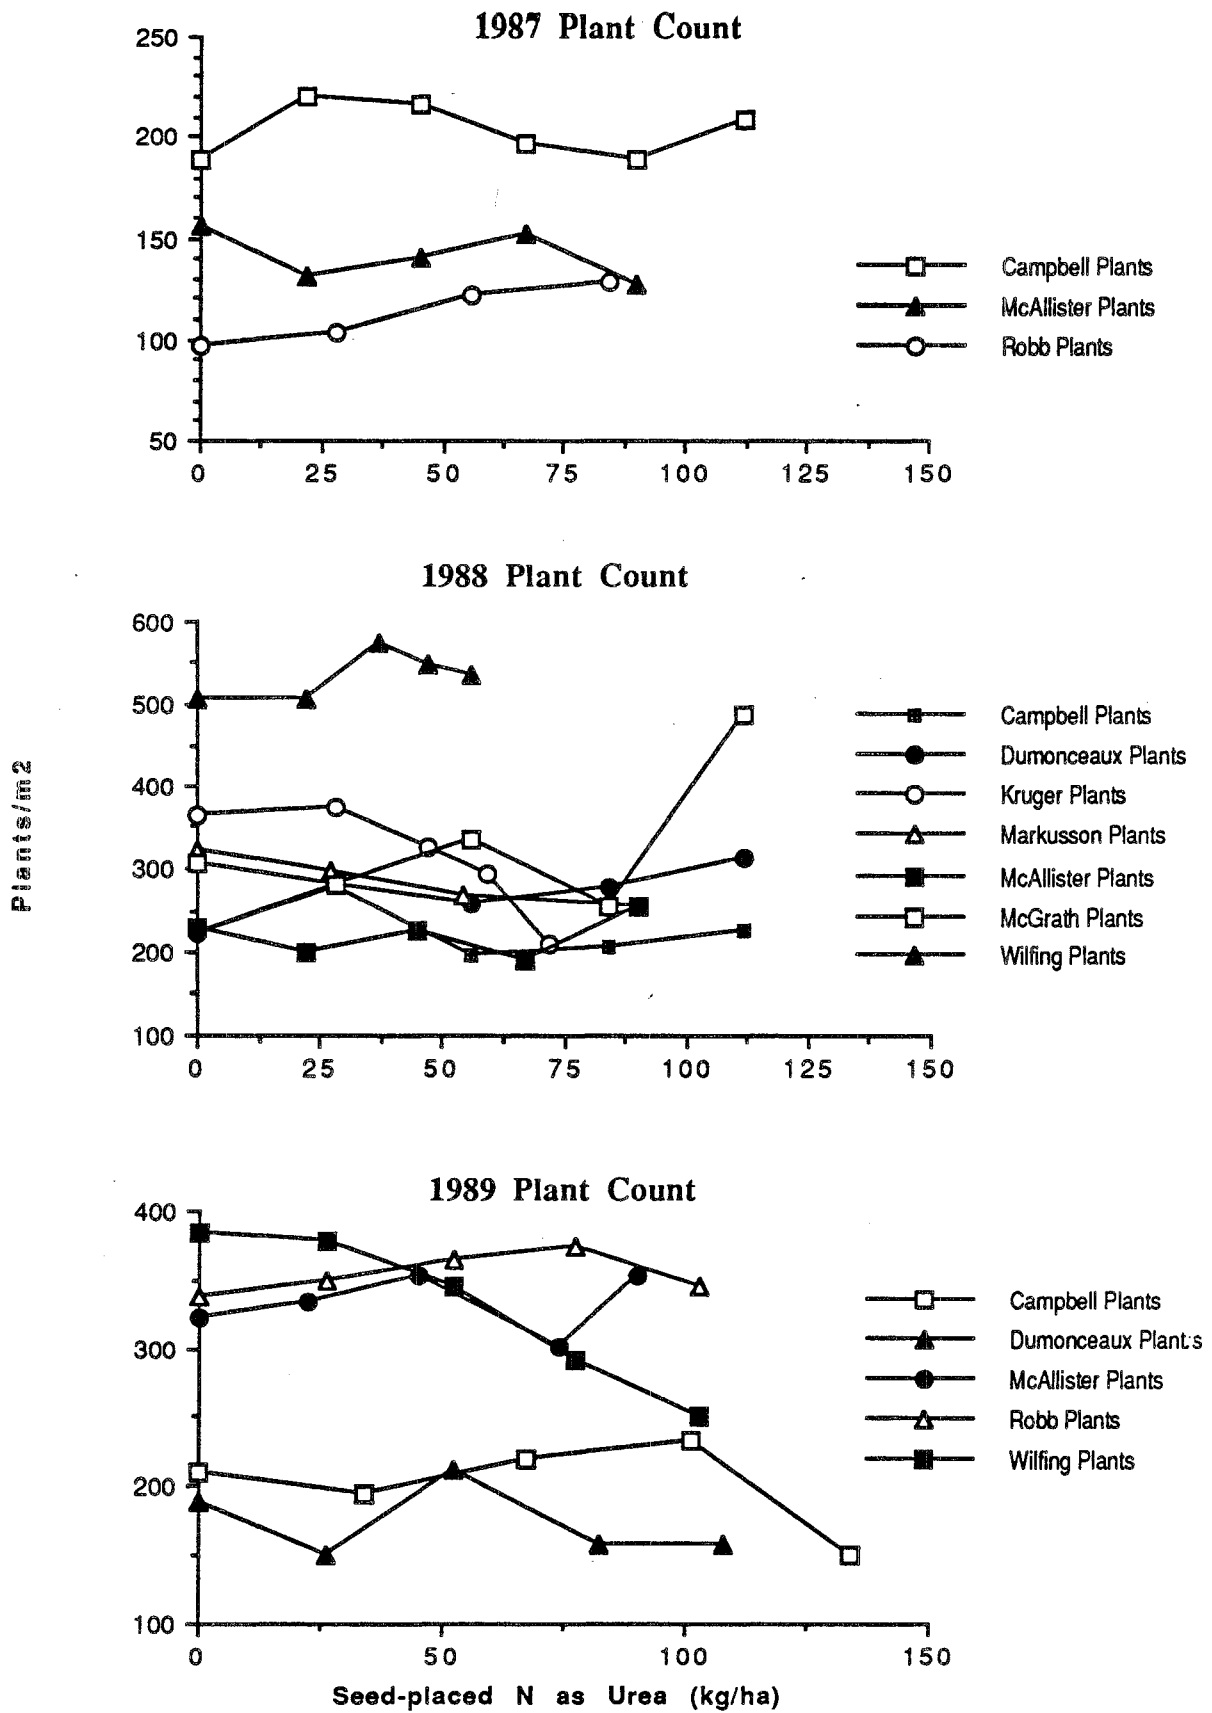 1987 Plant Count
250
200
150
100
50
0 25 50 75 100 125 150
Campbell Plants
McAllister Plants
Robb Plants
1988 Plant Count
Plants/m2
600
500
400
300
200
100
0 25 50 75 100 125 150
Campbell Plants
Dumonceaux Plants
Kruger Plants
Markusson Plants
McAllister Plants
McGrath Plants
Wilfing Plants
1989 Plant Count
400
300
200
100
0 50 100 150
Campbell Plants
Dumonceaux Plants
McAllister Plants
Robb Plants
Wilfing Plants
Seed-placed N as Urea (kg/ha)